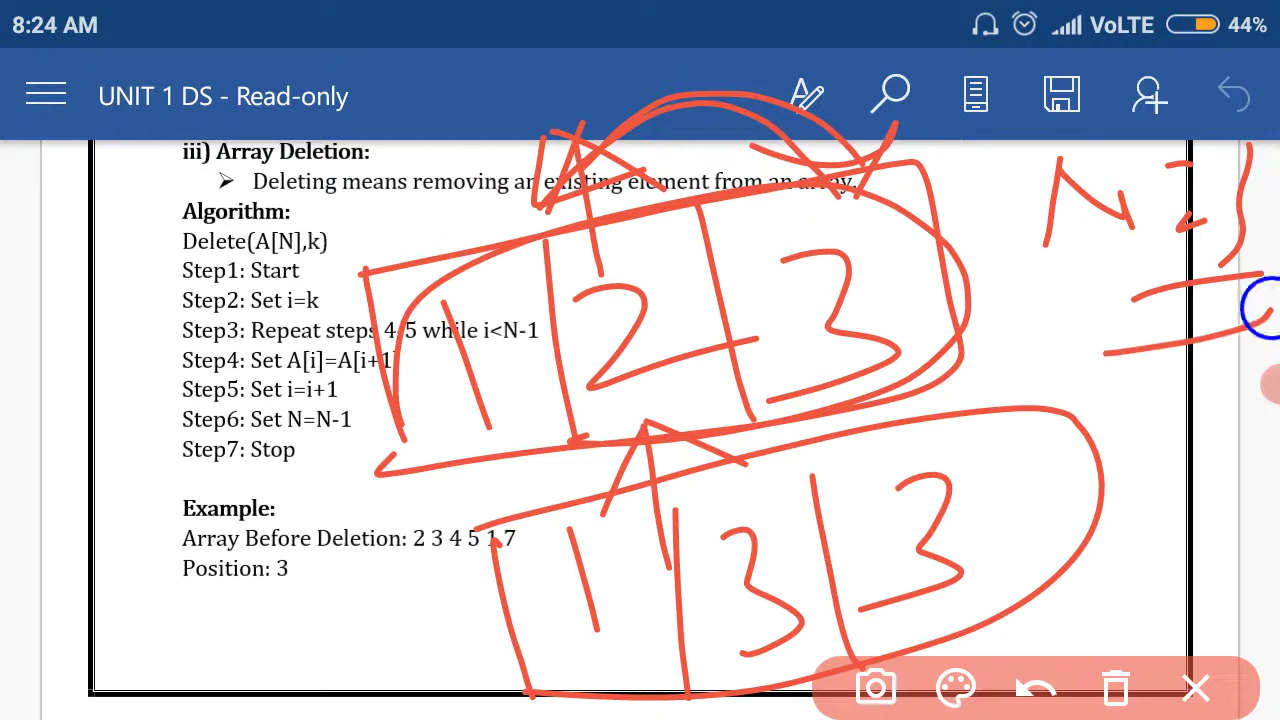 8:24 AM VoLTE 44%
UNIT 1 DS - Read-only
iii) Array Deletion:
Deleting means removing an existing element from an array.
Algorithm:
Delete(A[N],k)
Step1: Start
Step2: Set i=k
Step3: Repeat steps 4-5 while i<N-1
Step4: Set A[i]=A[i+1]
Step5: Set i=i+1
Step6: Set N=N-1
Step7: Stop
Example:
Array Before Deletion: 2 3 4 5 1 7
Position: 3
N =
1 2 3
1 3 3